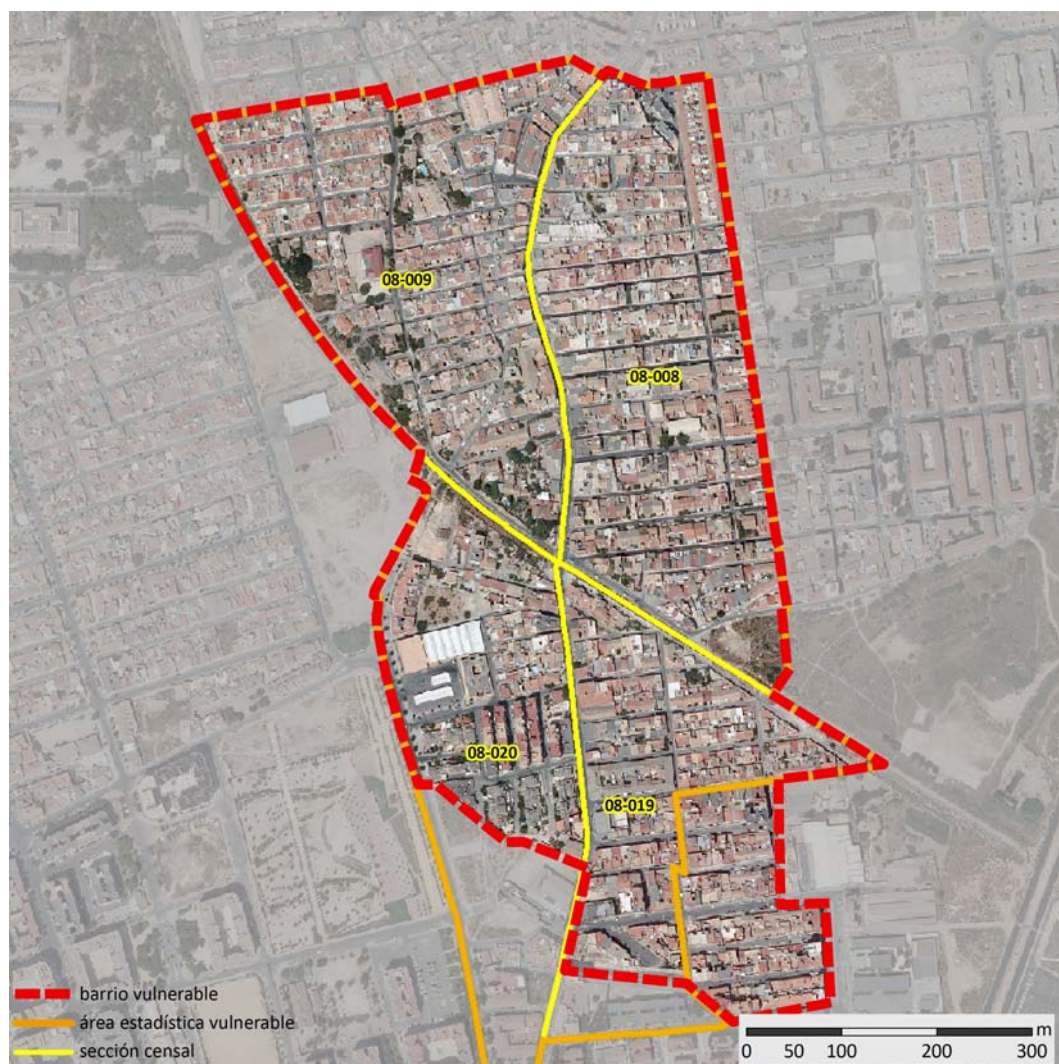 08-009
08-008
08-020
08-019
barrio vulnerable
área estadística vulnerable
sección censal
m
0 50 100 200 300